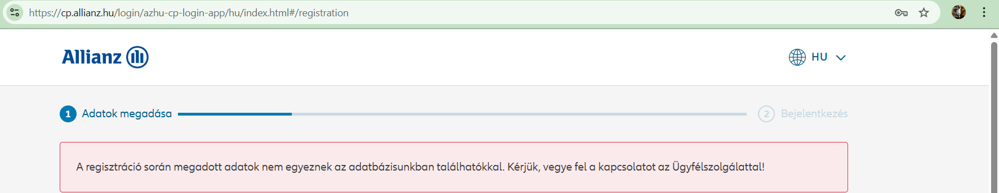 https://cp.allianz.hu/login/azhu-cp-login-app/hu/index.html#/registration
Allianz
HU
1 Adatok megadása
2 Bejelentkezés
A regisztráció során megadott adatok nem egyeznek az adatbázisunkban találhatókkal. Kérjük, vegye fel a kapcsolatot az Ügyfélszolgálattal!